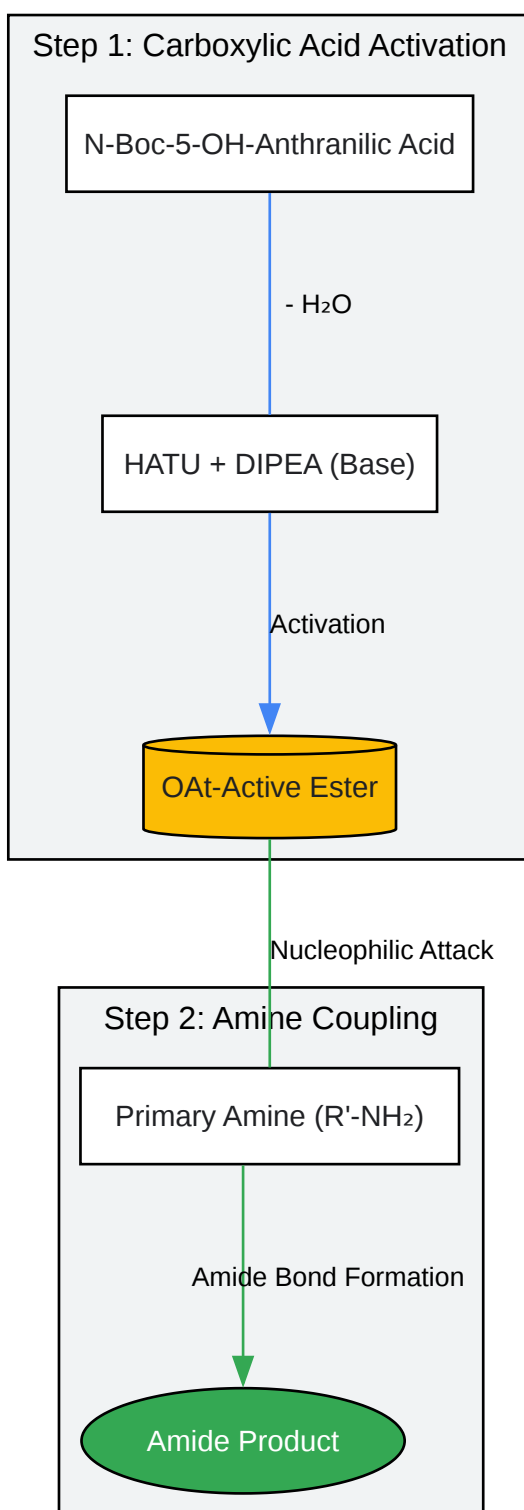 Step 1: Carboxylic Acid Activation
N-Boc-5-OH-Anthranilic Acid
- H₂O
HATU + DIPEA (Base)
Activation
OAt-Active Ester
Nucleophilic Attack
Step 2: Amine Coupling
Primary Amine (R'-NH₂)
Amide Bond Formation
Amide Product